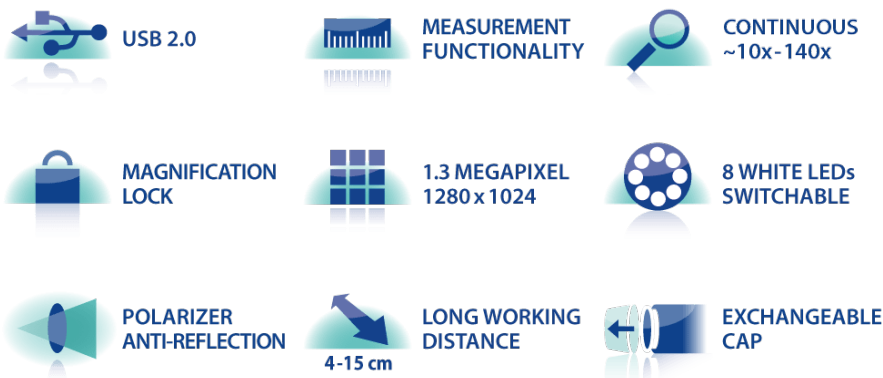 USB 2.0
MEASUREMENT
FUNCTIONALITY
CONTINUOUS
~10x-140x
MAGNIFICATION
LOCK
1.3 MEGAPIXEL
1280 x 1024
8 WHITE LEDs
SWITCHABLE
POLARIZER
ANTI-REFLECTION
4-15 cm
LONG WORKING
DISTANCE
EXCHANGEABLE
CAP